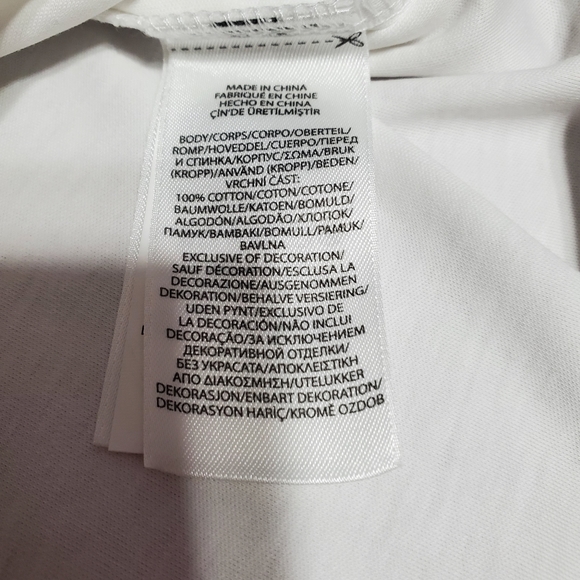 MADE IN CHINA
FABRIQUÉ EN CHINE
HECHO EN CHINA
ÇİN'DE ÜRETİLMİŞTİR
BODY/CORPS/CORPO/OBERTEIL/
ROMP/HOVEDDEL/CUERPO/ПЕРЕД
И СПИНКА/КОРПУС/ΣΩΜΑ/BRUK
(KROPP)/ANVÄND (KROPP)/BEDEN/
VRCHNÍ ČÁST:
100% COTTON/COTON/COTONE/
BAUMWOLLE/KATOEN/BOMULD/
ALGODÓN/ALGODÃO/ХЛОПОК/
ПАМУК/ΒΑΜΒΑΚΙ/BOMULL/PAMUK/
BAVLNA
EXCLUSIVE OF DECORATION/
SAUF DÉCORATION/ESCLUSA LA
DECORAZIONE/AUSGENOMMEN
DEKORATION/BEHALVE VERSIERING/
UDEN PYNT/EXCLUSIVO DE
LA DECORACIÓN/NÃO INCLUI
DECORAÇÃO/ЗА ИСКЛЮЧЕНИЕМ
ДЕКОРАТИВНОЙ ОТДЕЛКИ/
БЕЗ УКРАСАТА/ΑΠΟΚΛΕΙΣΤΙΚΗ
ΑΠΟ ΔΙΑΚΟΣΜΗΣΗ/UTELUKKER
DEKORASJON/ENBART DEKORATION/
DEKORASYON HARİÇ/KROMĚ OZDOB